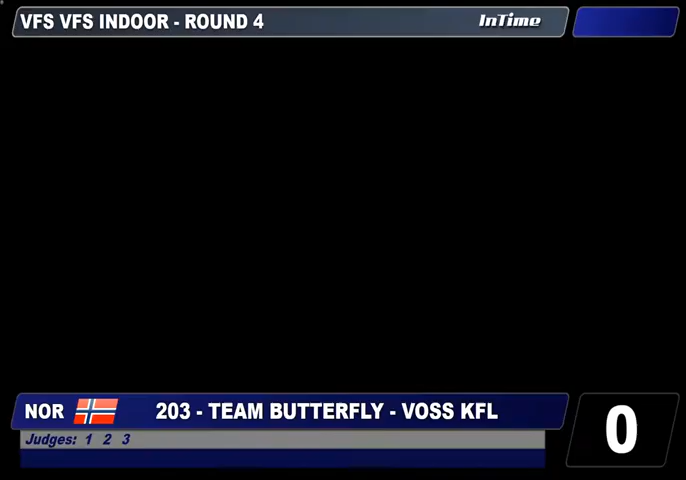 VFS VFS INDOOR - ROUND 4
InTime
NOR
203 - TEAM BUTTERFLY - VOSS KFL
0
Judges: 1 2 3